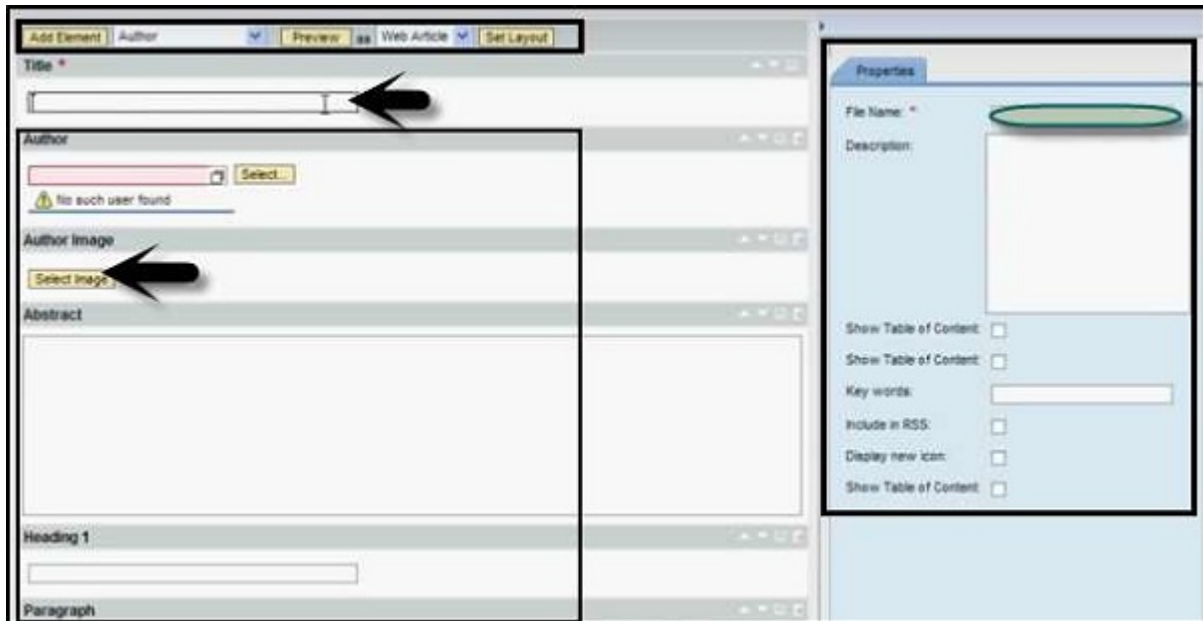 Add Element Author Preview as Web Article Set Layout
Title *
Author
Select...
No such user found
Author Image
Select Image
Abstract
Heading 1
Paragraph
Properties
File Name: *
Description:
Show Table of Content:
Show Table of Content:
Key words:
Include in RSS:
Display new icon:
Show Table of Content: